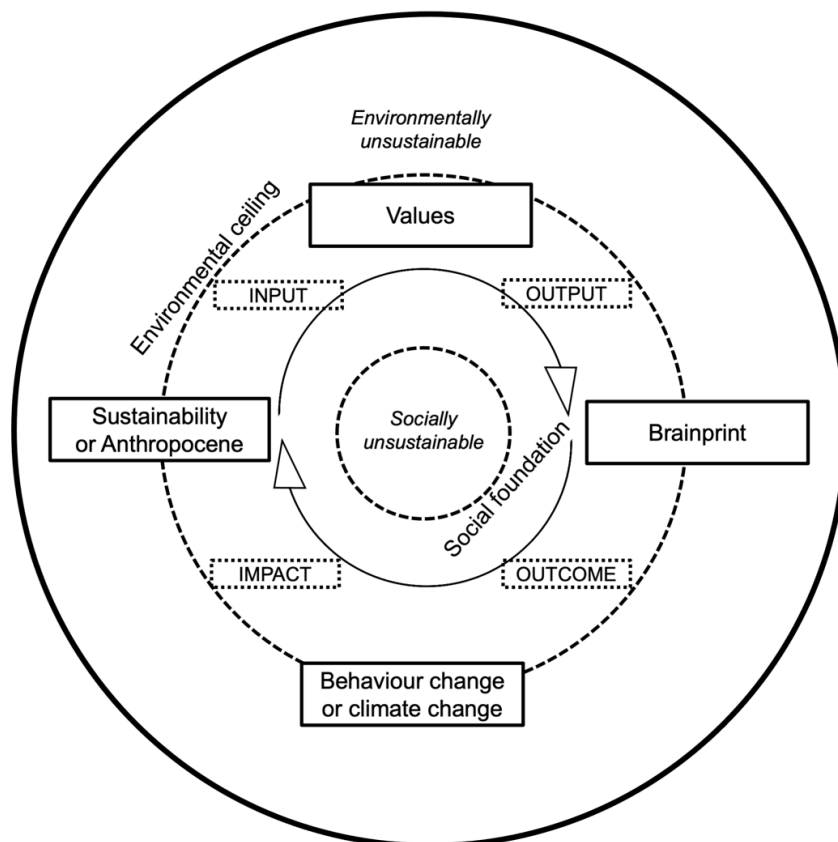 Environmentally
unsustainable
Values
Environmental ceiling
INPUT
OUTPUT
Sustainability
or Anthropocene
Socially
unsustainable
Brainprint
Social foundation
IMPACT
OUTCOME
Behaviour change
or climate change